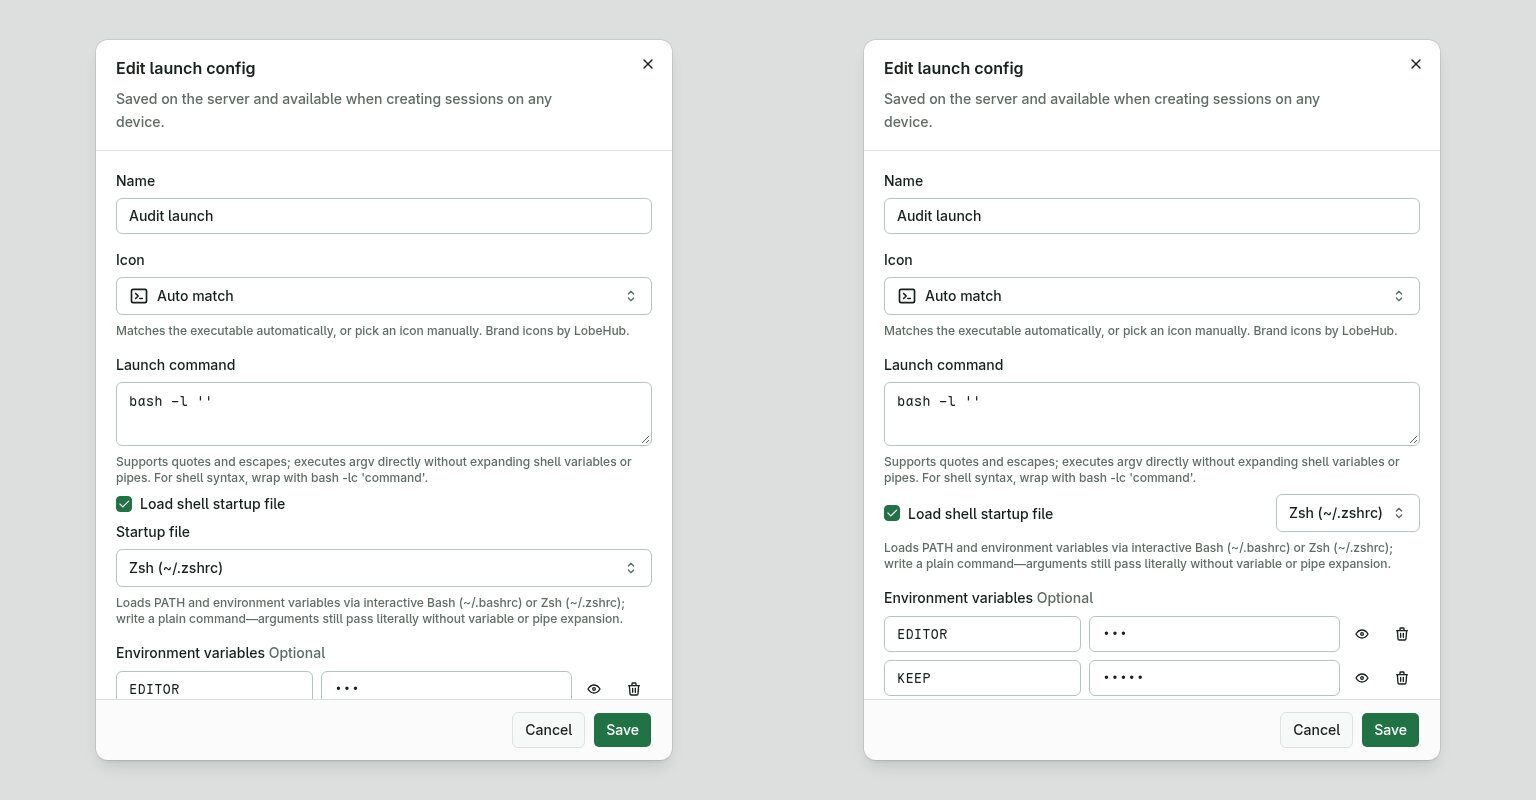 Edit launch config
Saved on the server and available when creating sessions on any
device.
Name
Audit launch
Icon
Auto match
Matches the executable automatically, or pick an icon manually. Brand icons by LobeHub.
Launch command
bash -l ''
Supports quotes and escapes; executes argv directly without expanding shell variables or
pipes. For shell syntax, wrap with bash -lc 'command'.
Load shell startup file
Startup file
Zsh (~/.zshrc)
Loads PATH and environment variables via interactive Bash (~/.bashrc) or Zsh (~/.zshrc);
write a plain command—arguments still pass literally without variable or pipe expansion.
Environment variables Optional
EDITOR •••
Cancel Save
Edit launch config
Saved on the server and available when creating sessions on any
device.
Name
Audit launch
Icon
Auto match
Matches the executable automatically, or pick an icon manually. Brand icons by LobeHub.
Launch command
bash -l ''
Supports quotes and escapes; executes argv directly without expanding shell variables or
pipes. For shell syntax, wrap with bash -lc 'command'.
Load shell startup file Zsh (~/.zshrc)
Loads PATH and environment variables via interactive Bash (~/.bashrc) or Zsh (~/.zshrc);
write a plain command—arguments still pass literally without variable or pipe expansion.
Environment variables Optional
EDITOR •••
KEEP •••••
Cancel Save